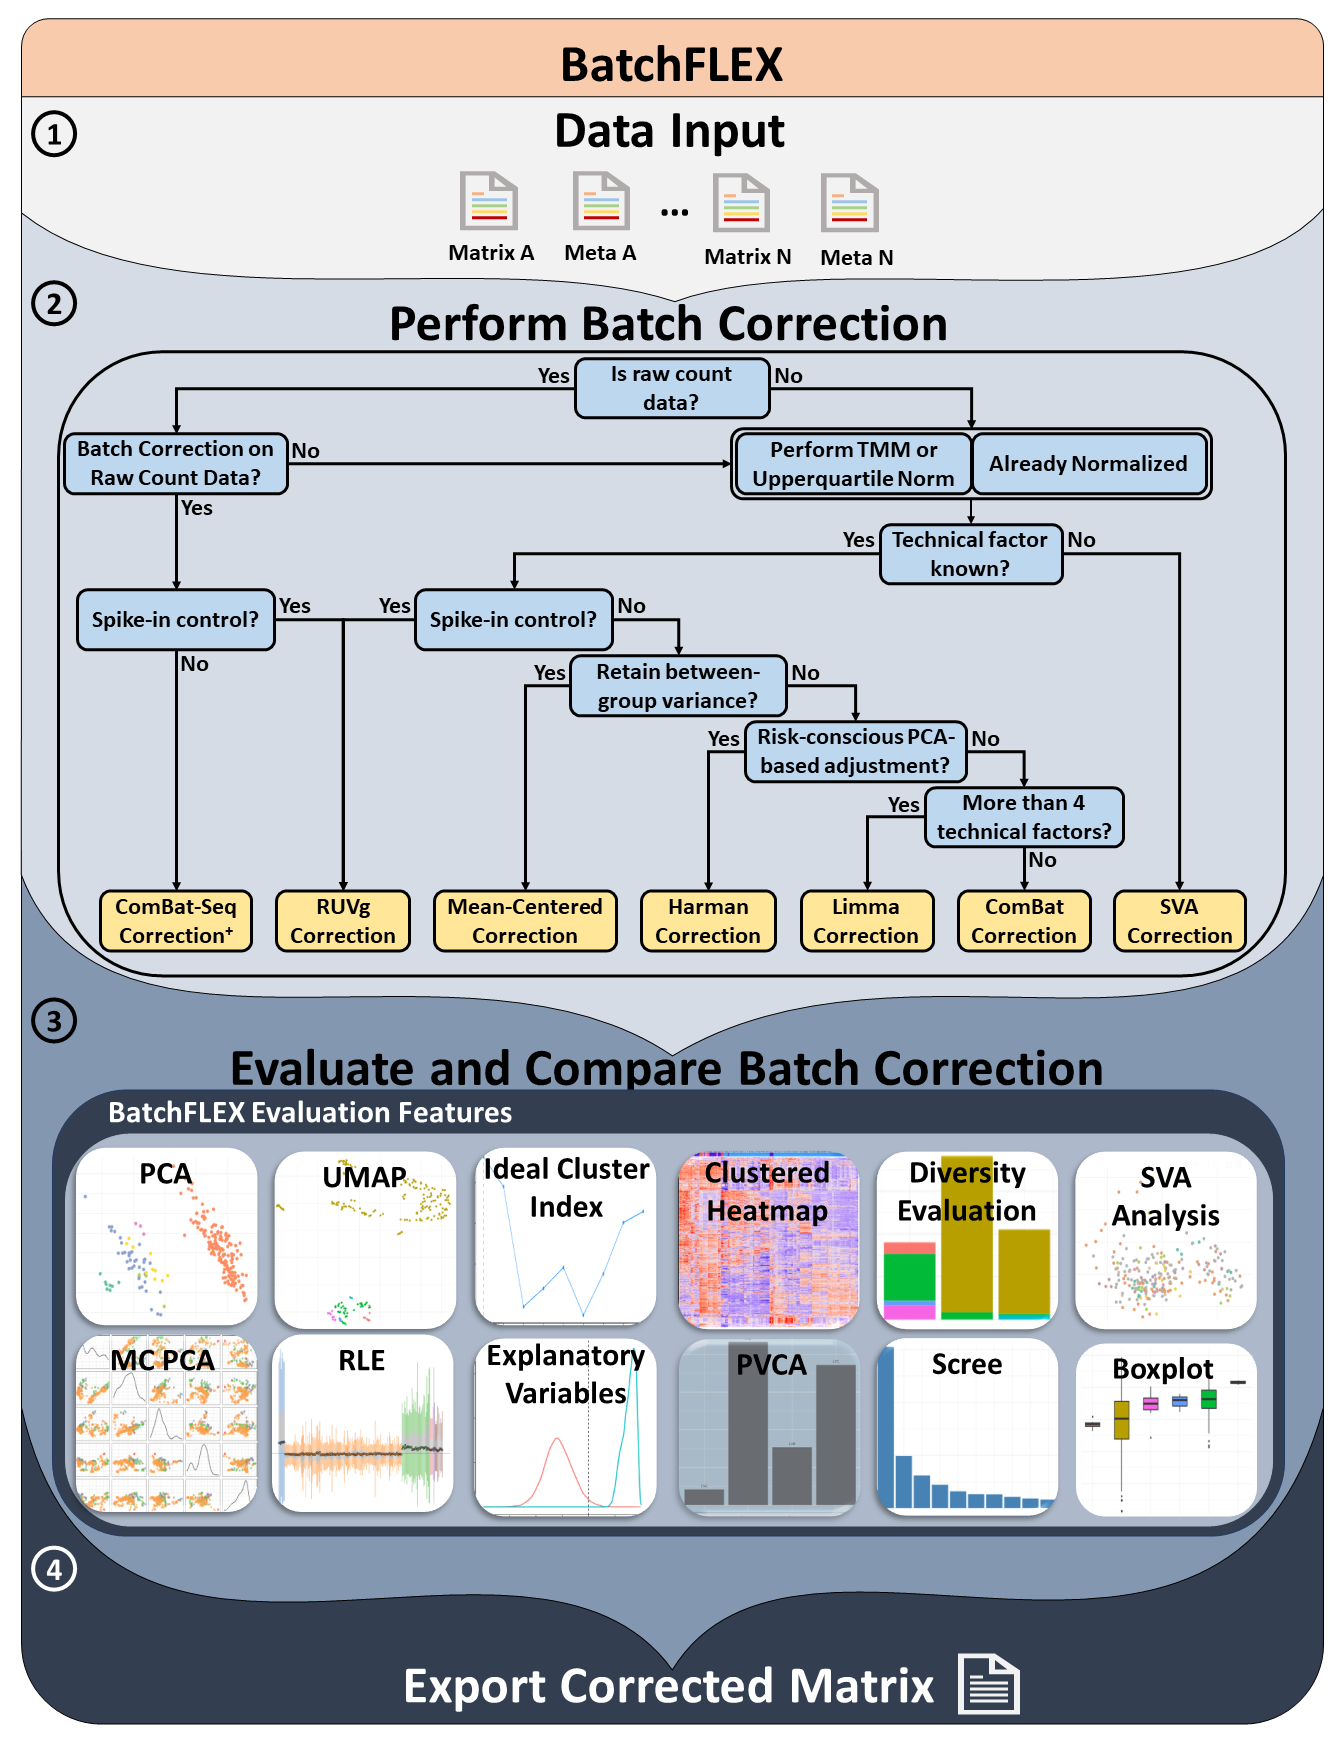 BatchFLEX
1
Data Input
Matrix A
Meta A
...
Matrix N
Meta N
2
Perform Batch Correction
Is raw count
data?
Yes
No
Batch Correction on
Raw Count Data?
No
Yes
Perform TMM or
Upperquartile Norm
Already Normalized
Technical factor
known?
Yes
No
Spike-in control?
Yes
No
Spike-in control?
Yes
No
Retain between-
group variance?
Yes
No
Risk-conscious PCA-
based adjustment?
Yes
No
More than 4
technical factors?
Yes
No
ComBat-Seq
Correction⁺
RUVg
Correction
Mean-Centered
Correction
Harman
Correction
Limma
Correction
ComBat
Correction
SVA
Correction
3
Evaluate and Compare Batch Correction
BatchFLEX Evaluation Features
PCA
UMAP
Ideal Cluster
Index
Clustered
Heatmap
Diversity
Evaluation
SVA
Analysis
MC PCA
RLE
Explanatory
Variables
PVCA
Scree
Boxplot
4
Export Corrected Matrix